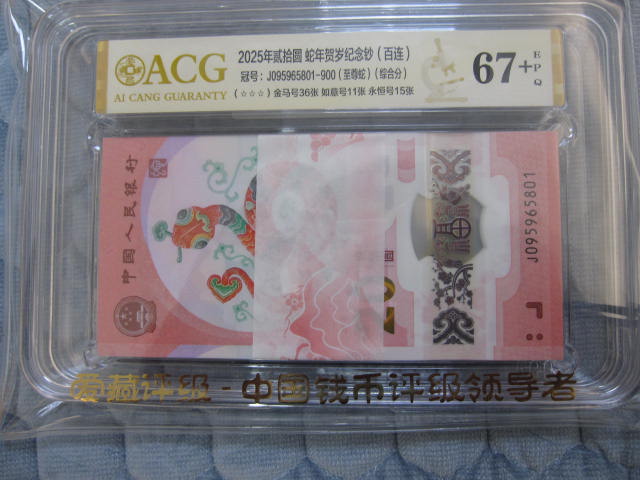 ACG
AI CANG GUARANTY
2025年贰拾圆 蛇年贺岁纪念钞（百连）
冠号：J095965801-900（至尊蛇）（综合分）
（☆☆☆）金马号36张 如意号11张 永恒号15张
67+
EPQ
中国人民银行
J095965801
爱藏评级-中国钱币评级领导者